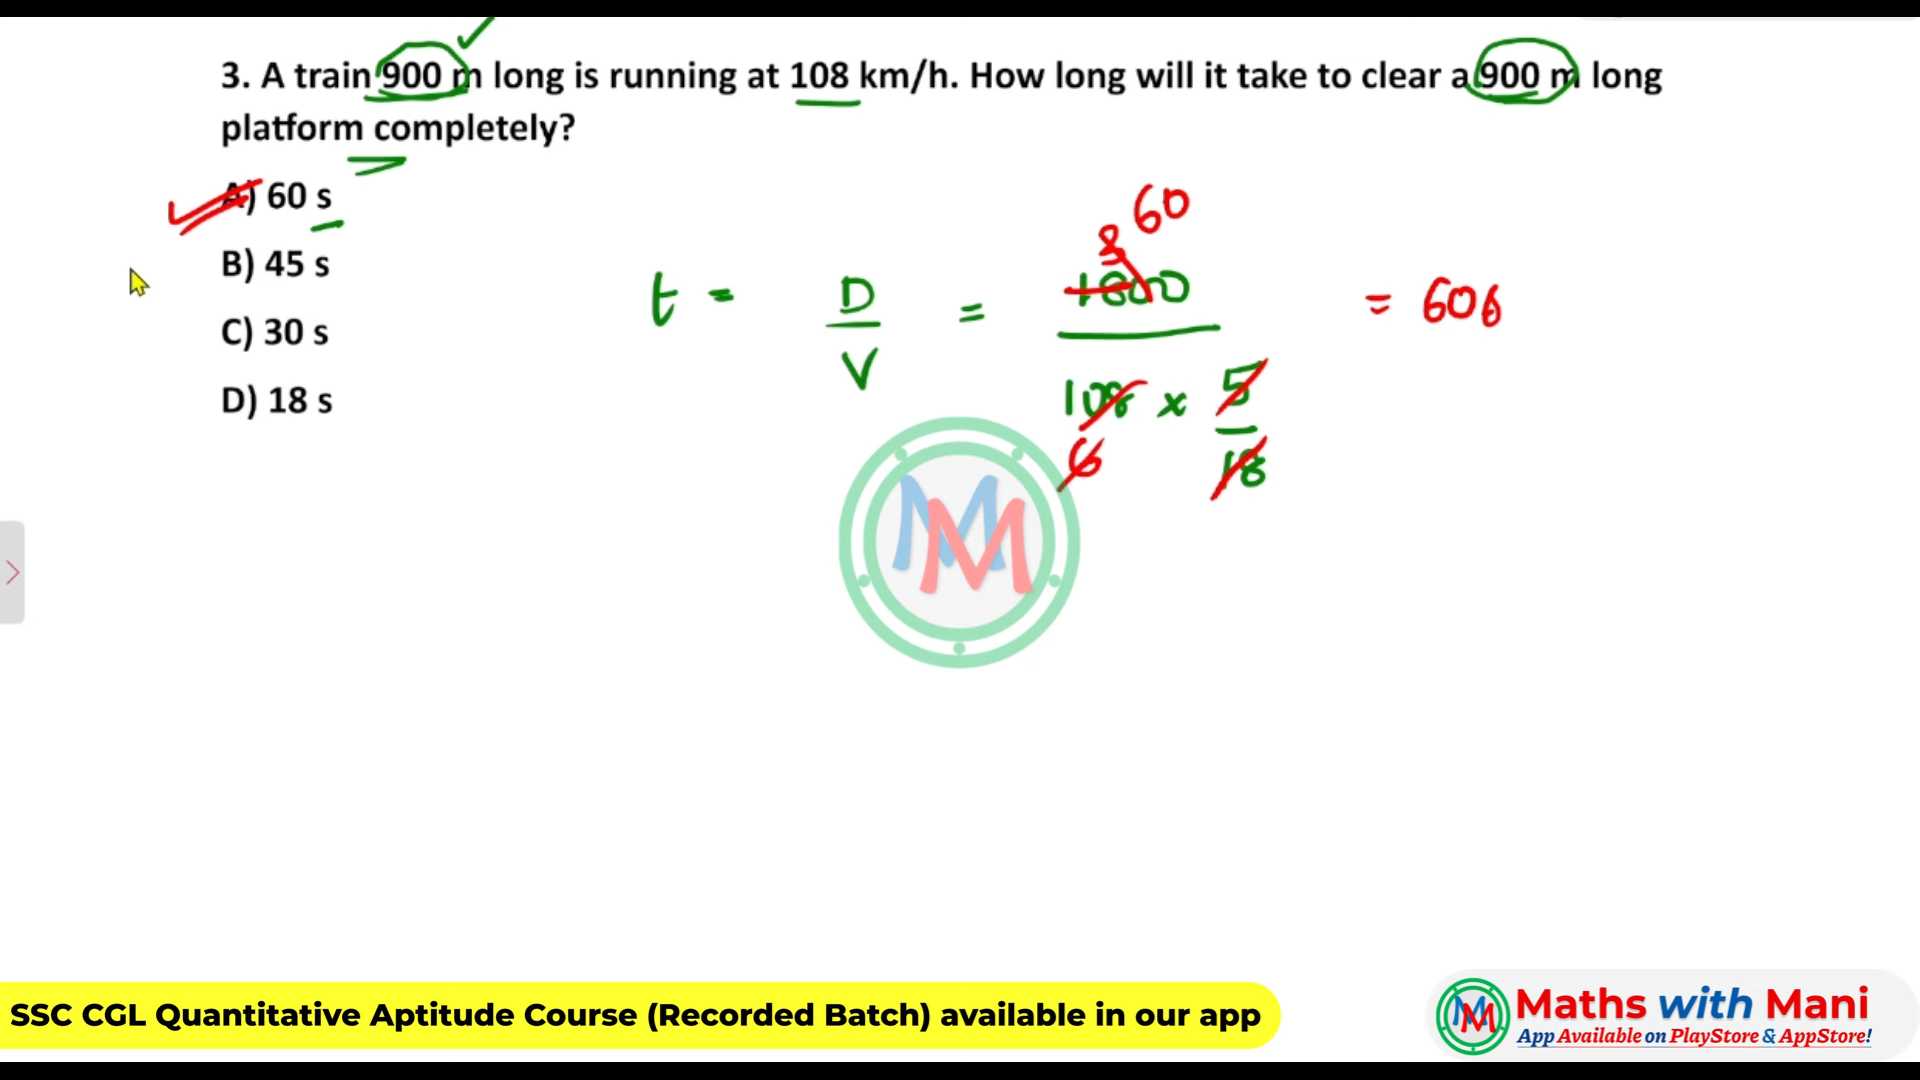 3. A train 900 m long is running at 108 km/h. How long will it take to clear a 900 m long
platform completely?
A) 60 s
B) 45 s
C) 30 s
D) 18 s
t = D/V = 1800 / 108 × 5/18 = 60s
60
6
MM
SSC CGL Quantitative Aptitude Course (Recorded Batch) available in our app
MM Maths with Mani
App Available on PlayStore & AppStore!